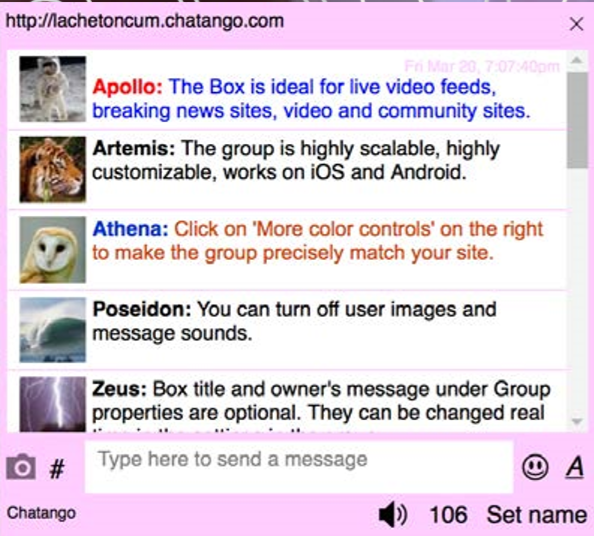 http://lachetoncum.chatango.com
Fri Mar 20, 7:07:40pm
Apollo: The Box is ideal for live video feeds,
breaking news sites, video and community sites.
Artemis: The group is highly scalable, highly
customizable, works on iOS and Android.
Athena: Click on 'More color controls' on the right
to make the group precisely match your site.
Poseidon: You can turn off user images and
message sounds.
Zeus: Box title and owner's message under Group
properties are optional. They can be changed real
# Type here to send a message A
Chatango 106 Set name